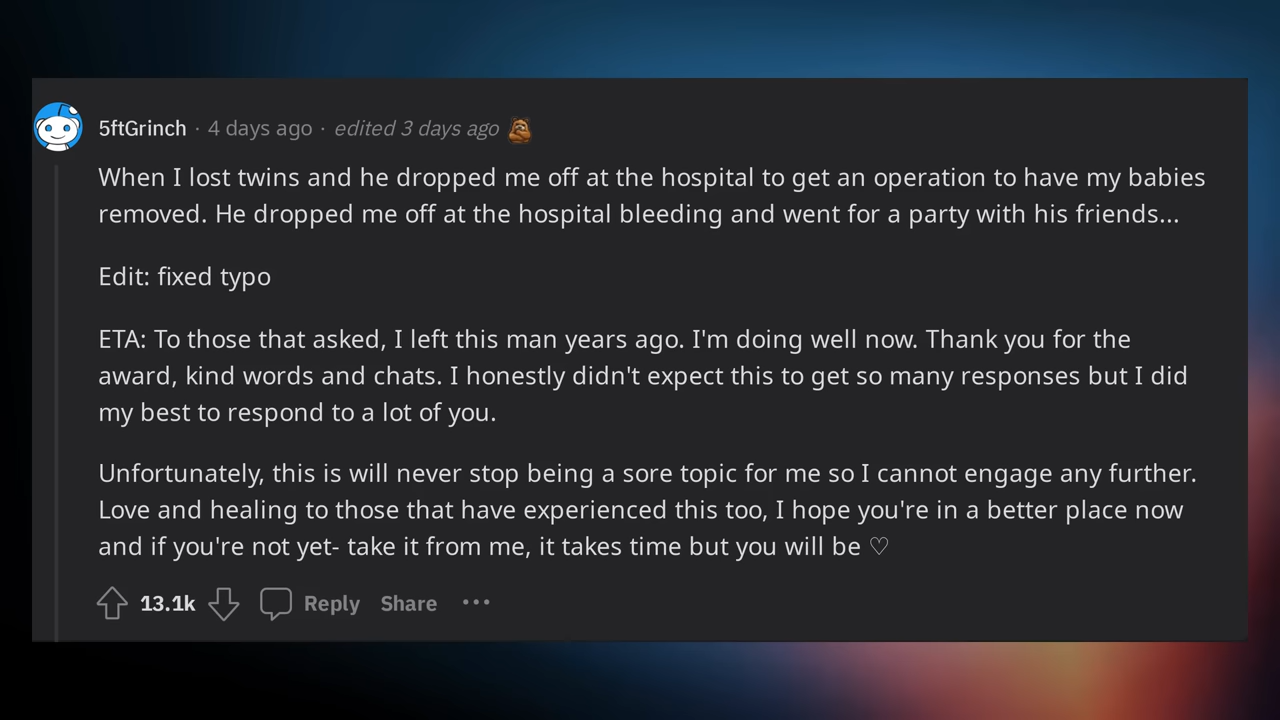 5ftGrinch · 4 days ago · edited 3 days ago
When I lost twins and he dropped me off at the hospital to get an operation to have my babies
removed. He dropped me off at the hospital bleeding and went for a party with his friends...
Edit: fixed typo
ETA: To those that asked, I left this man years ago. I'm doing well now. Thank you for the
award, kind words and chats. I honestly didn't expect this to get so many responses but I did
my best to respond to a lot of you.
Unfortunately, this is will never stop being a sore topic for me so I cannot engage any further.
Love and healing to those that have experienced this too, I hope you're in a better place now
and if you're not yet- take it from me, it takes time but you will be ♡
13.1k Reply Share ···